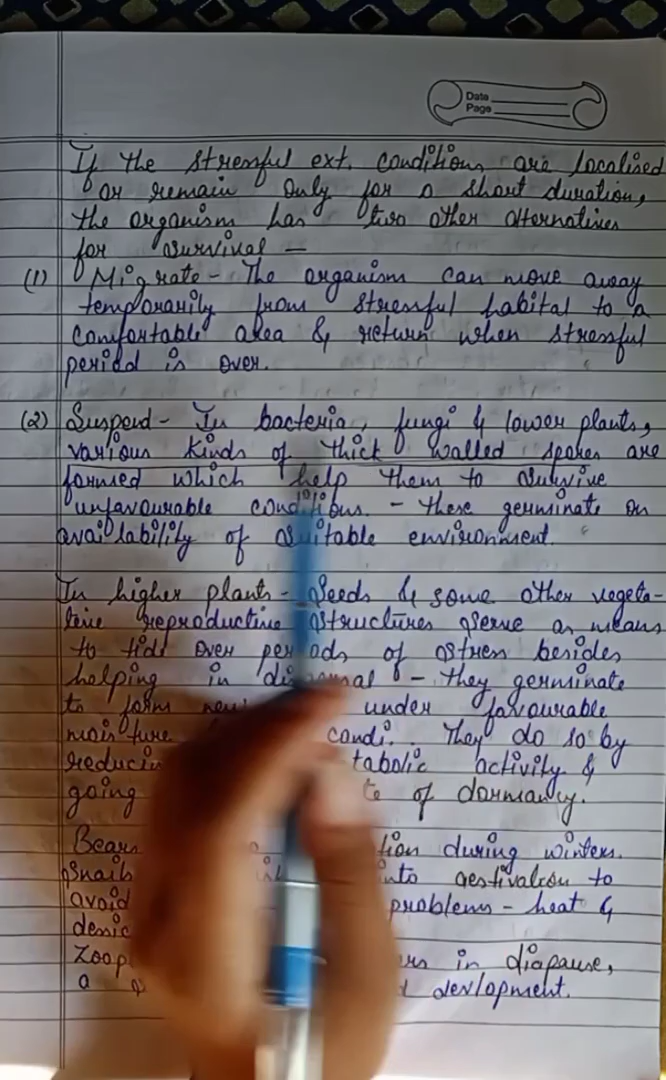 Date
Page
If the stressful ext. conditions are localised
or remain only for a short duration,
the organism has two other alternatives
for survival —
(1) Migrate - The organism can move away
temporarily from stressful habital to a
comfortable area & return when stressful
period is over.
(2) Suspend - In bacteria, fungi & lower plants,
various kinds of thick walled spores are
formed which help them to survive
unfavourable conditions. - these germinate on
availability of suitable environment.
In higher plants - Seeds & some other vegeta-
tive reproductive structures serve as means
to tide over periods of stress besides
helping in dispersal - they germinate
to form new under favourable
moisture condi. They do so by
reducing activity &
going of dormancy.
Bears during winters.
Snails into aestivation to
avoid problems - heat &
in diapause,
a development.